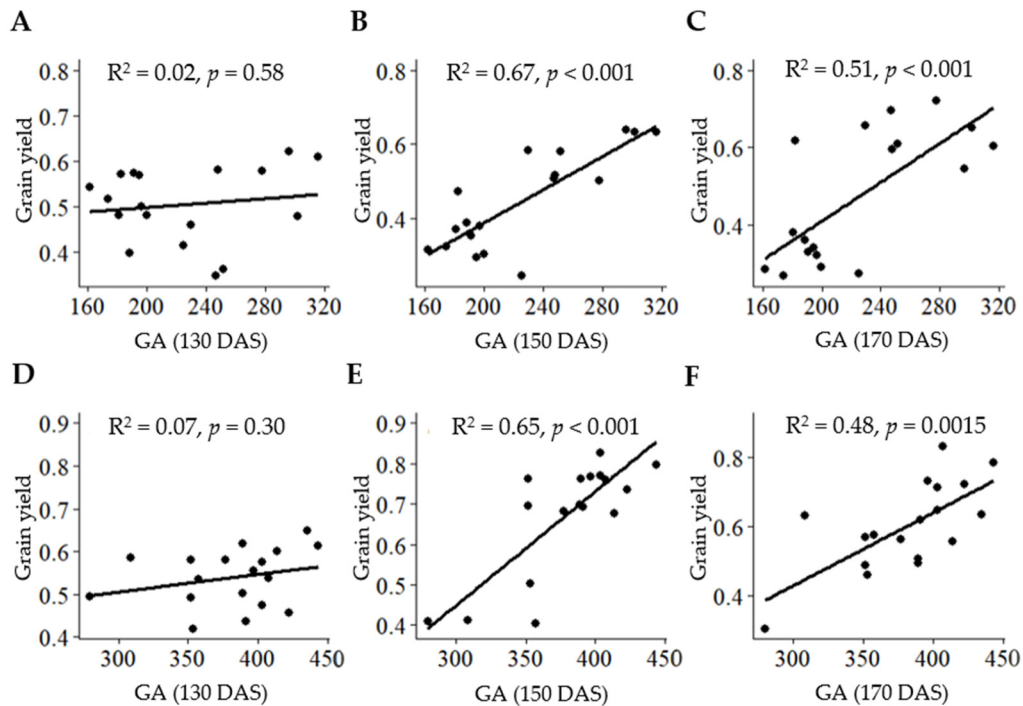 A
R² = 0.02, p = 0.58
Grain yield
0.8
0.7
0.6
0.5
0.4
160 200 240 280 320
GA (130 DAS)
B
R² = 0.67, p < 0.001
Grain yield
0.8
0.6
0.4
160 200 240 280 320
GA (150 DAS)
C
R² = 0.51, p < 0.001
Grain yield
0.8
0.6
0.4
160 200 240 280 320
GA (170 DAS)
D
R² = 0.07, p = 0.30
Grain yield
0.9
0.8
0.7
0.6
0.5
0.4
300 350 400 450
GA (130 DAS)
E
R² = 0.65, p < 0.001
Grain yield
0.9
0.8
0.7
0.6
0.5
0.4
300 350 400 450
GA (150 DAS)
F
R² = 0.48, p = 0.0015
Grain yield
0.8
0.6
0.4
300 350 400 450
GA (170 DAS)